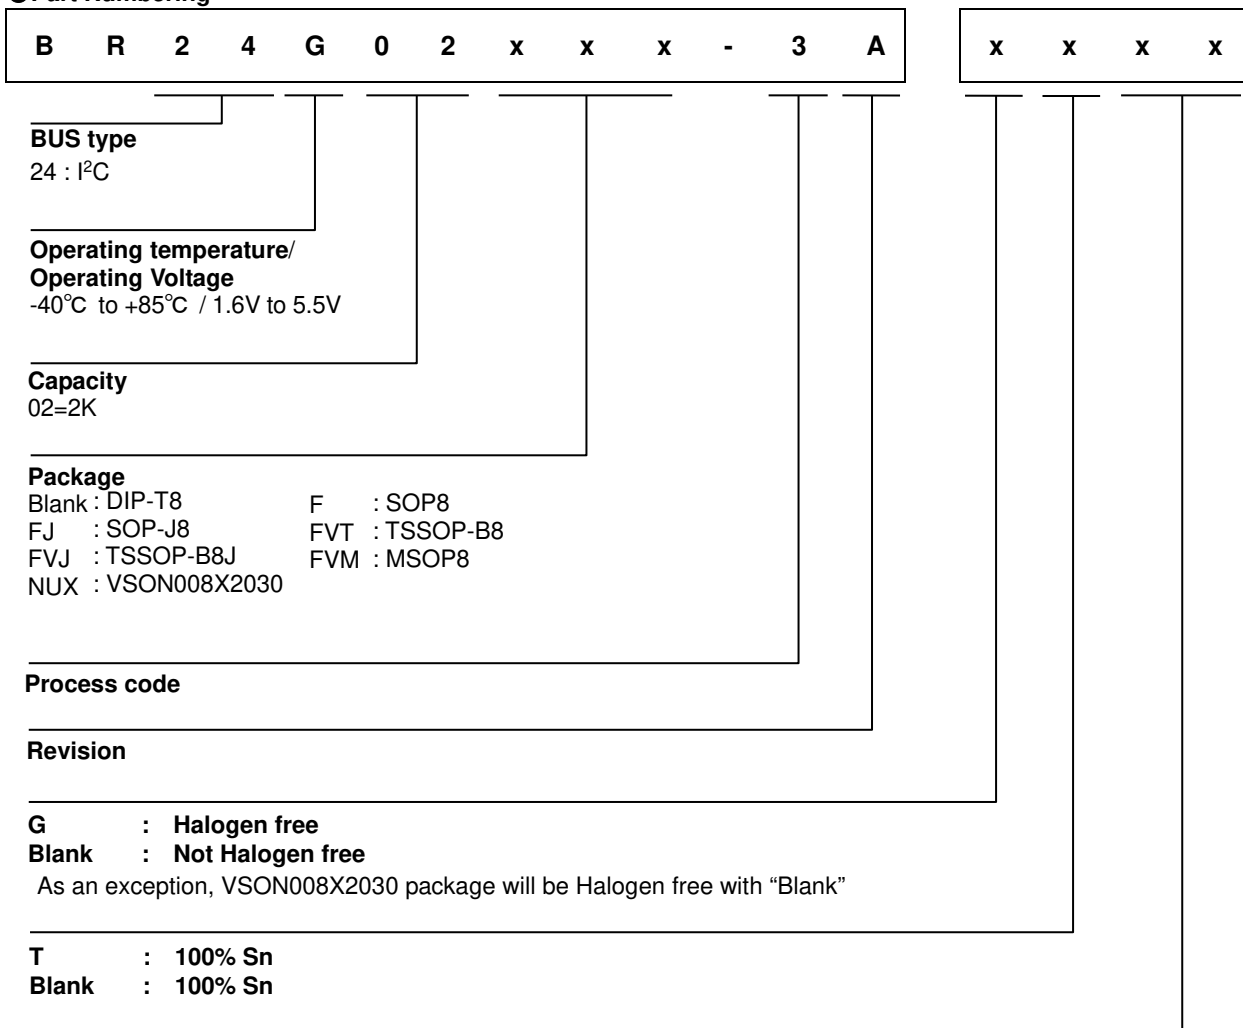 B R 2 4 G 0 2 x x x - 3 A x x x x
BUS type
24 : I²C
Operating temperature/
Operating Voltage
-40℃ to +85℃ / 1.6V to 5.5V
Capacity
02=2K
Package
Blank : DIP-T8 F : SOP8
FJ : SOP-J8 FVT : TSSOP-B8
FVJ : TSSOP-B8J FVM : MSOP8
NUX : VSON008X2030
Process code
Revision
G : Halogen free
Blank : Not Halogen free
As an exception, VSON008X2030 package will be Halogen free with “Blank”
T : 100% Sn
Blank : 100% Sn